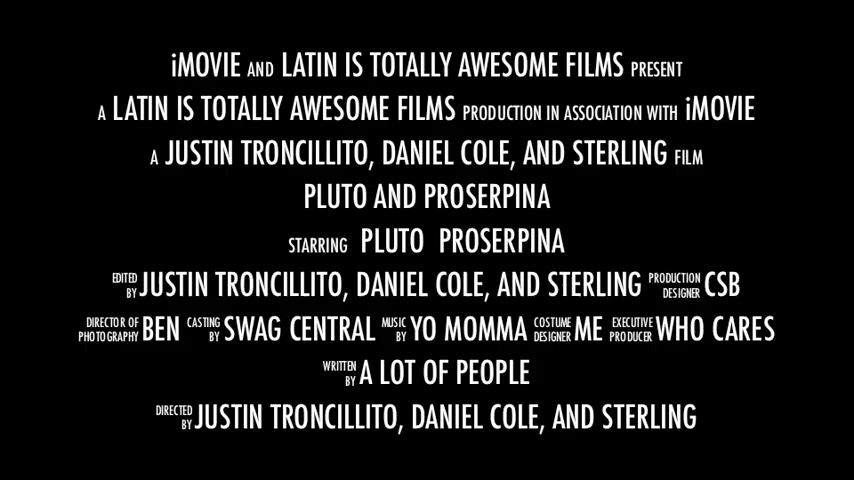 iMOVIE AND LATIN IS TOTALLY AWESOME FILMS PRESENT
A LATIN IS TOTALLY AWESOME FILMS PRODUCTION IN ASSOCIATION WITH iMOVIE
A JUSTIN TRONCILLITO, DANIEL COLE, AND STERLING FILM
PLUTO AND PROSERPINA
STARRING PLUTO PROSERPINA
EDITED BY JUSTIN TRONCILLITO, DANIEL COLE, AND STERLING PRODUCTION DESIGNER CSB
DIRECTOR OF PHOTOGRAPHY BEN CASTING BY SWAG CENTRAL MUSIC BY YO MOMMA COSTUME DESIGNER ME EXECUTIVE PRODUCER WHO CARES
WRITTEN BY A LOT OF PEOPLE
DIRECTED BY JUSTIN TRONCILLITO, DANIEL COLE, AND STERLING